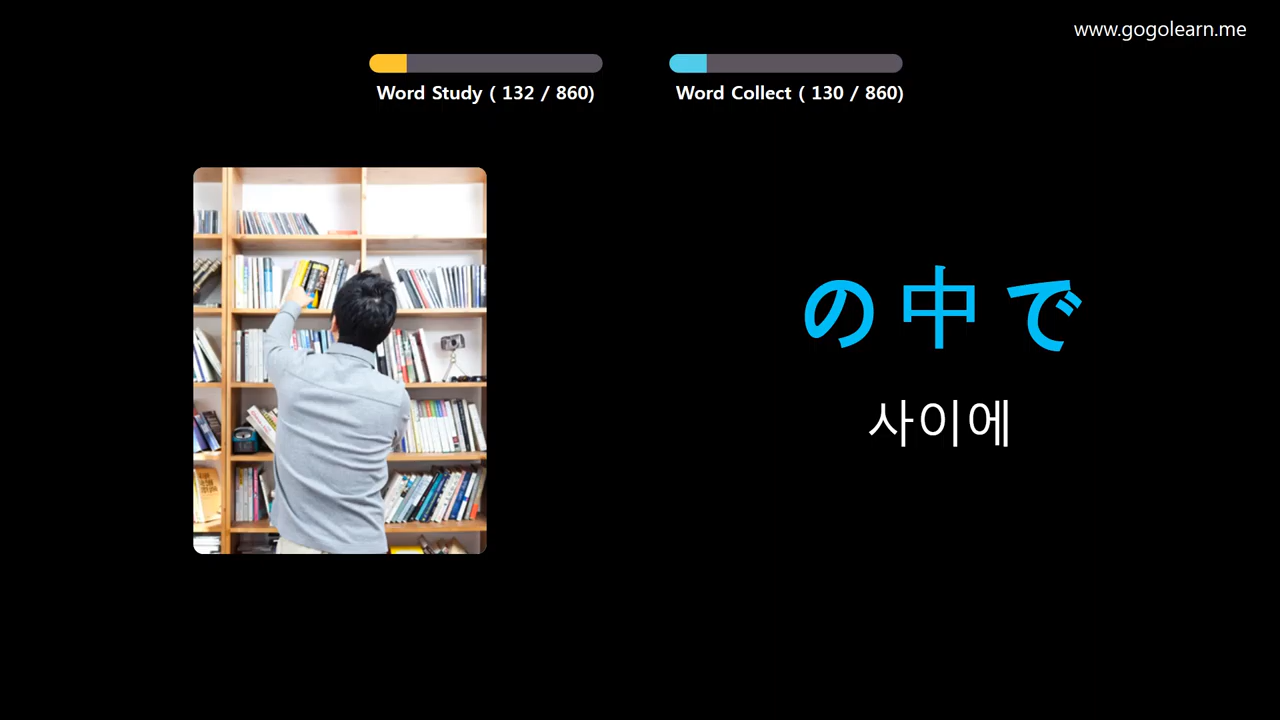 www.gogolearn.me
Word Study ( 132 / 860)
Word Collect ( 130 / 860)
の 中 で
사이에